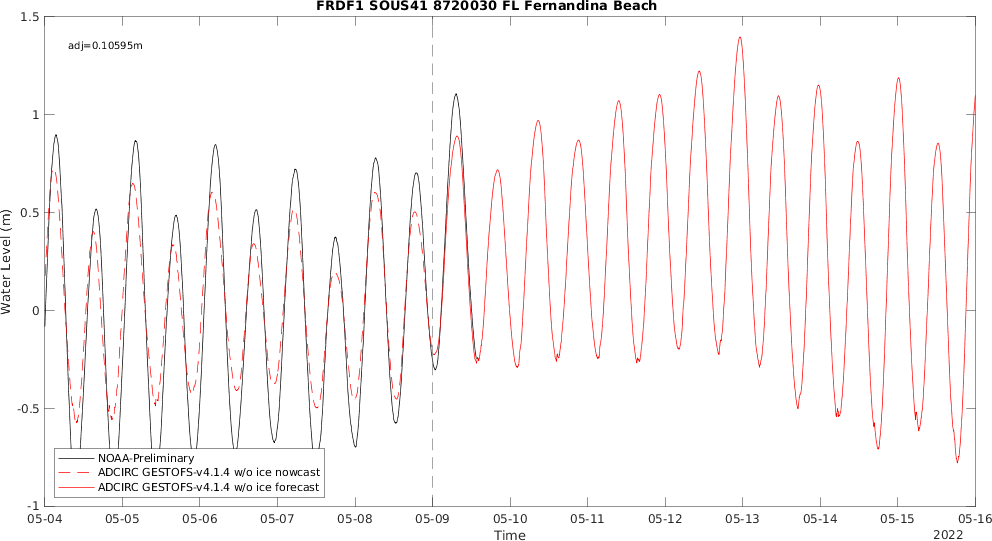 FRDF1 SOUS41 8720030 FL Fernandina Beach
adj=0.10595m
Water Level (m)
1.5
1
0.5
0
-0.5
-1
NOAA-Preliminary
ADCIRC GESTOFS-v4.1.4 w/o ice nowcast
ADCIRC GESTOFS-v4.1.4 w/o ice forecast
05-04 05-05 05-06 05-07 05-08 05-09 05-10 05-11 05-12 05-13 05-14 05-15 05-16
Time
2022